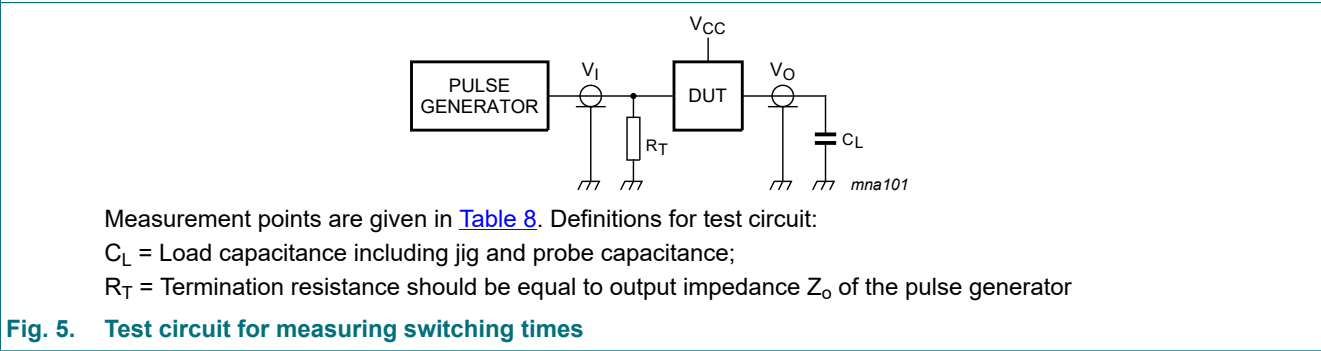 VCC
PULSE
GENERATOR
VI
DUT
VO
RT
CL
mna101
Measurement points are given in Table 8. Definitions for test circuit:
CL = Load capacitance including jig and probe capacitance;
RT = Termination resistance should be equal to output impedance Zo of the pulse generator
Fig. 5. Test circuit for measuring switching times